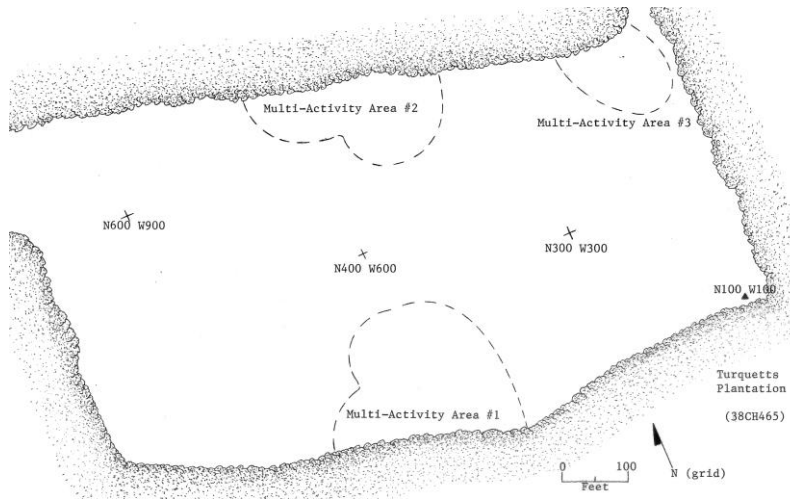 Multi-Activity Area #2
Multi-Activity Area #3
N600 W900
N300 W300
N400 W600
N100 W100
Turquetts
Plantation
(38CH465)
Multi-Activity Area #1
0 100
Feet
N (grid)